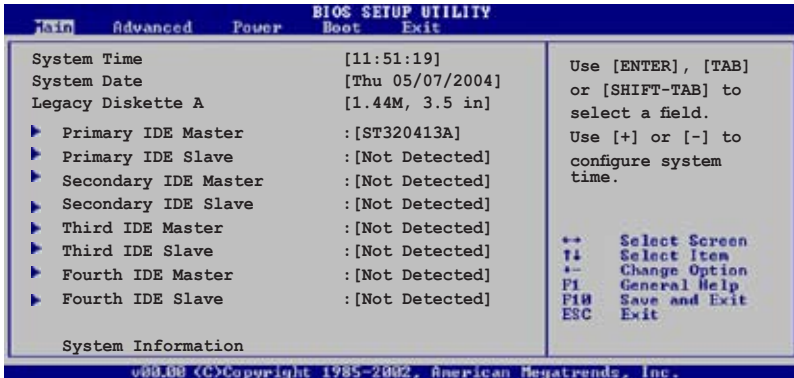 BIOS SETUP UTILITY
Main Advanced Power Boot Exit
System Time [11:51:19]
System Date [Thu 05/07/2004]
Legacy Diskette A [1.44M, 3.5 in]
Primary IDE Master :[ST320413A]
Primary IDE Slave :[Not Detected]
Secondary IDE Master :[Not Detected]
Secondary IDE Slave :[Not Detected]
Third IDE Master :[Not Detected]
Third IDE Slave :[Not Detected]
Fourth IDE Master :[Not Detected]
Fourth IDE Slave :[Not Detected]
System Information
Use [ENTER], [TAB]
or [SHIFT-TAB] to
select a field.
Use [+] or [-] to
configure system
time.
↔ Select Screen
↑↓ Select Item
+- Change Option
F1 General Help
F10 Save and Exit
ESC Exit
v00.00 (C)Copyright 1985-2002, American Megatrends, Inc.